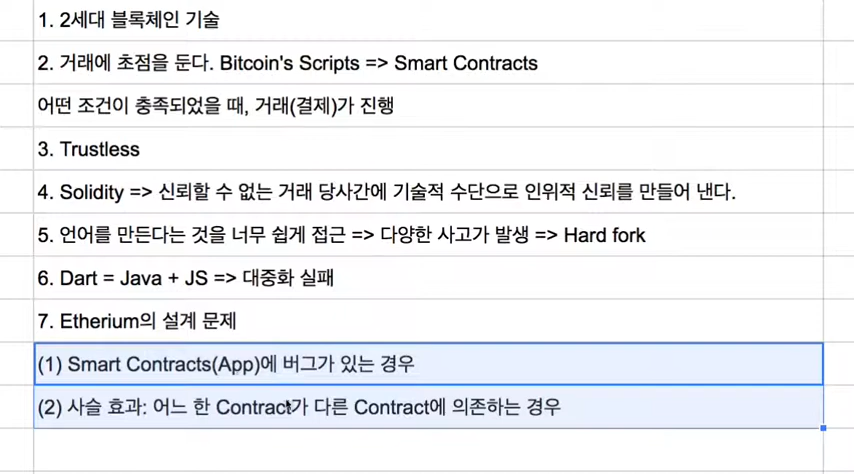 1. 2세대 블록체인 기술
2. 거래에 초점을 둔다. Bitcoin's Scripts => Smart Contracts
어떤 조건이 충족되었을 때, 거래(결제)가 진행
3. Trustless
4. Solidity => 신뢰할 수 없는 거래 당사간에 기술적 수단으로 인위적 신뢰를 만들어 낸다.
5. 언어를 만든다는 것을 너무 쉽게 접근 => 다양한 사고가 발생 => Hard fork
6. Dart = Java + JS => 대중화 실패
7. Etherium의 설계 문제
(1) Smart Contracts(App)에 버그가 있는 경우
(2) 사슬 효과: 어느 한 Contract가 다른 Contract에 의존하는 경우